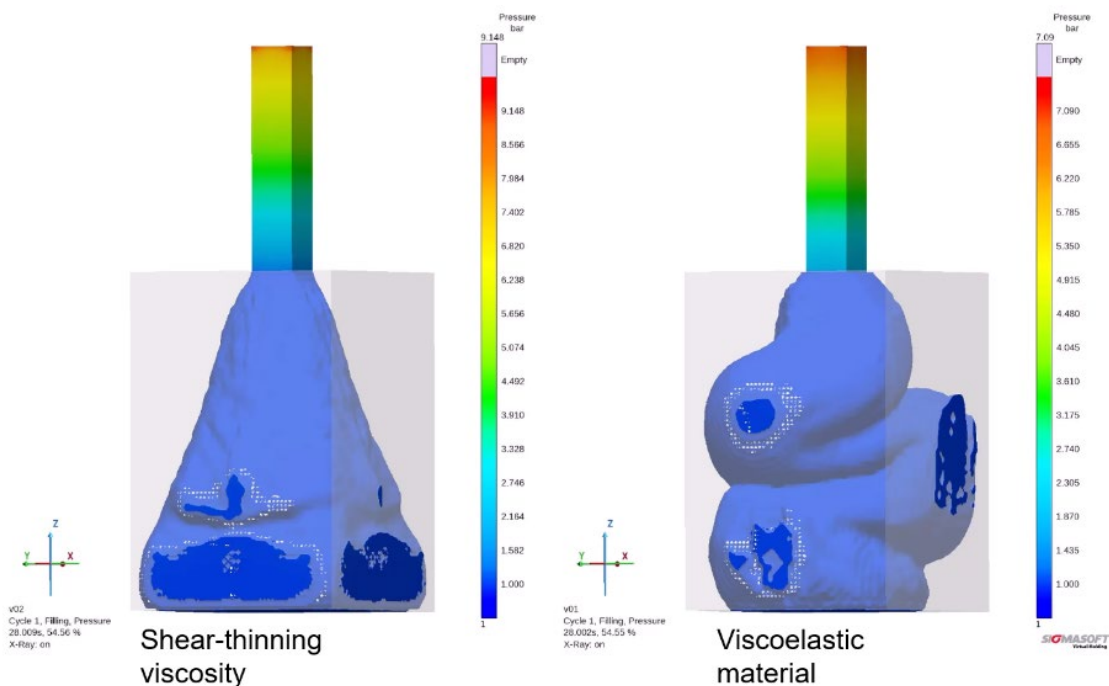 Pressure
bar
9.148
Empty
9.148
8.566
7.984
7.402
6.820
6.238
5.656
5.074
4.492
3.910
3.328
2.746
2.164
1.582
1.000
1
Z
Y
X
v02
Cycle 1, Filling, Pressure
28.009s, 54.56 %
X-Ray: on
Shear-thinning
viscosity
Pressure
bar
7.09
Empty
7.090
6.655
6.220
5.785
5.350
4.915
4.480
4.045
3.610
3.175
2.740
2.305
1.870
1.435
1.000
1
Z
Y
X
v01
Cycle 1, Filling, Pressure
28.002s, 54.55 %
X-Ray: on
Viscoelastic
material
SIGMASOFT
Virtual Molding